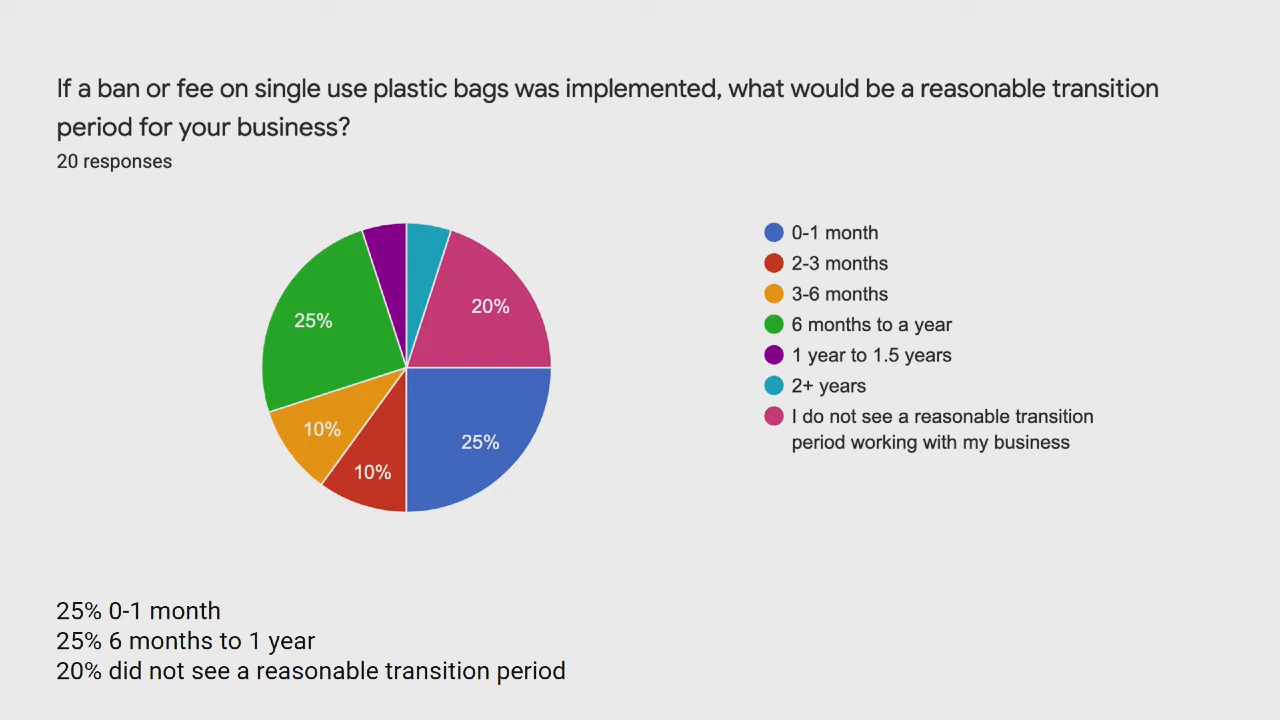 If a ban or fee on single use plastic bags was implemented, what would be a reasonable transition
period for your business?
20 responses
20%
25%
25%
10%
10%
0-1 month
2-3 months
3-6 months
6 months to a year
1 year to 1.5 years
2+ years
I do not see a reasonable transition
period working with my business
25% 0-1 month
25% 6 months to 1 year
20% did not see a reasonable transition period